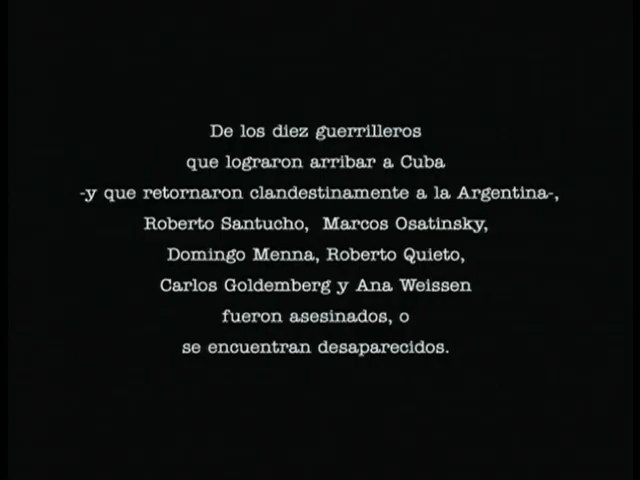 De los diez guerrilleros
que lograron arribar a Cuba
-y que retornaron clandestinamente a la Argentina-,
Roberto Santucho, Marcos Osatinsky,
Domingo Menna, Roberto Quieto,
Carlos Goldemberg y Ana Weissen
fueron asesinados, o
se encuentran desaparecidos.